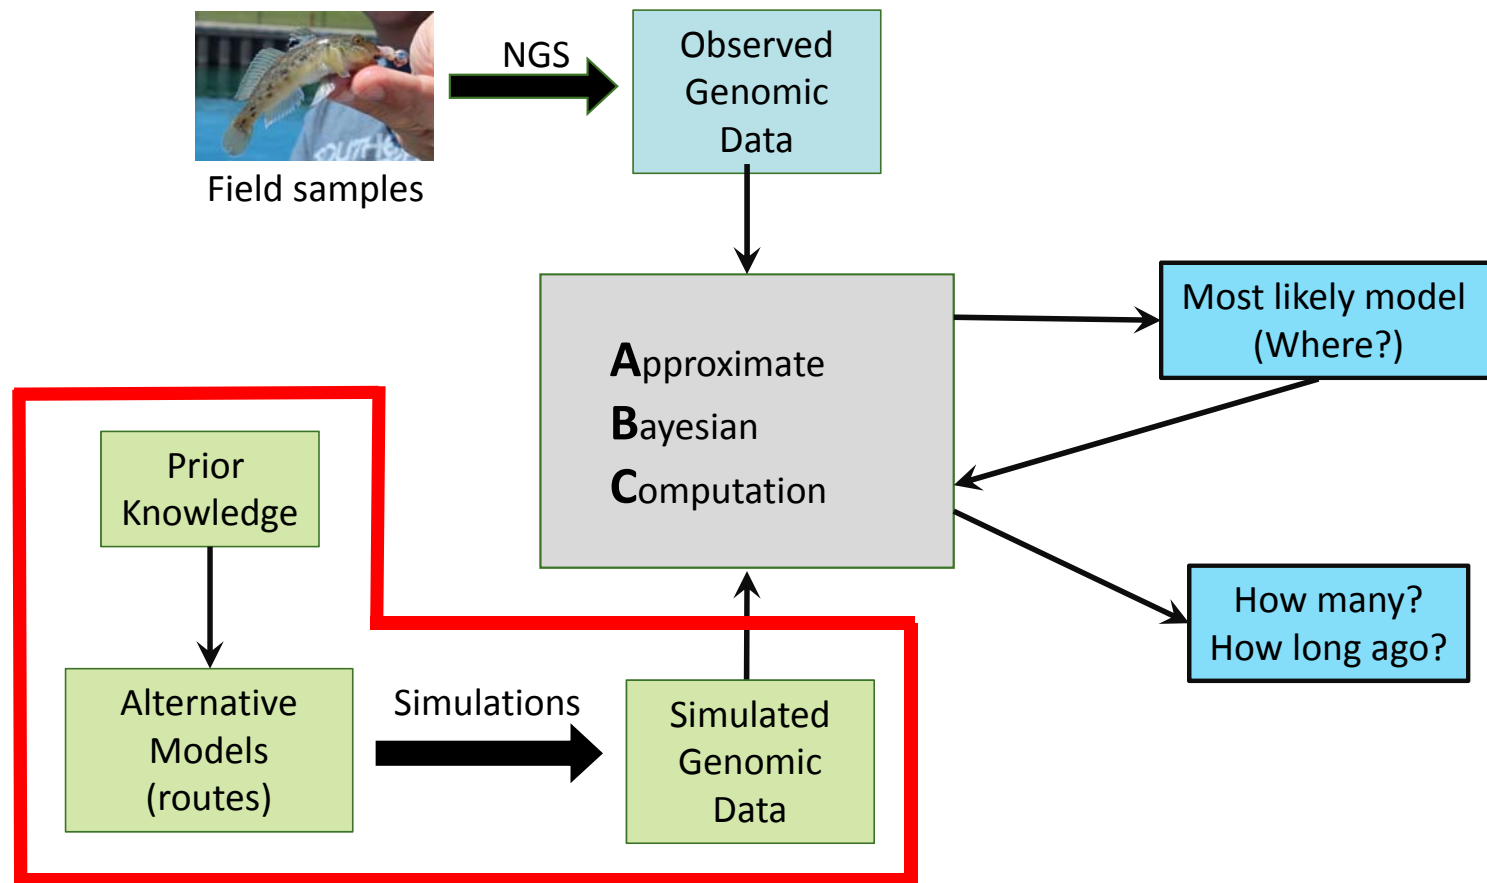 NGS
Observed
Genomic
Data
Field samples
Approximate
Bayesian
Computation
Most likely model
(Where?)
Prior
Knowledge
How many?
How long ago?
Alternative
Models
(routes)
Simulations
Simulated
Genomic
Data